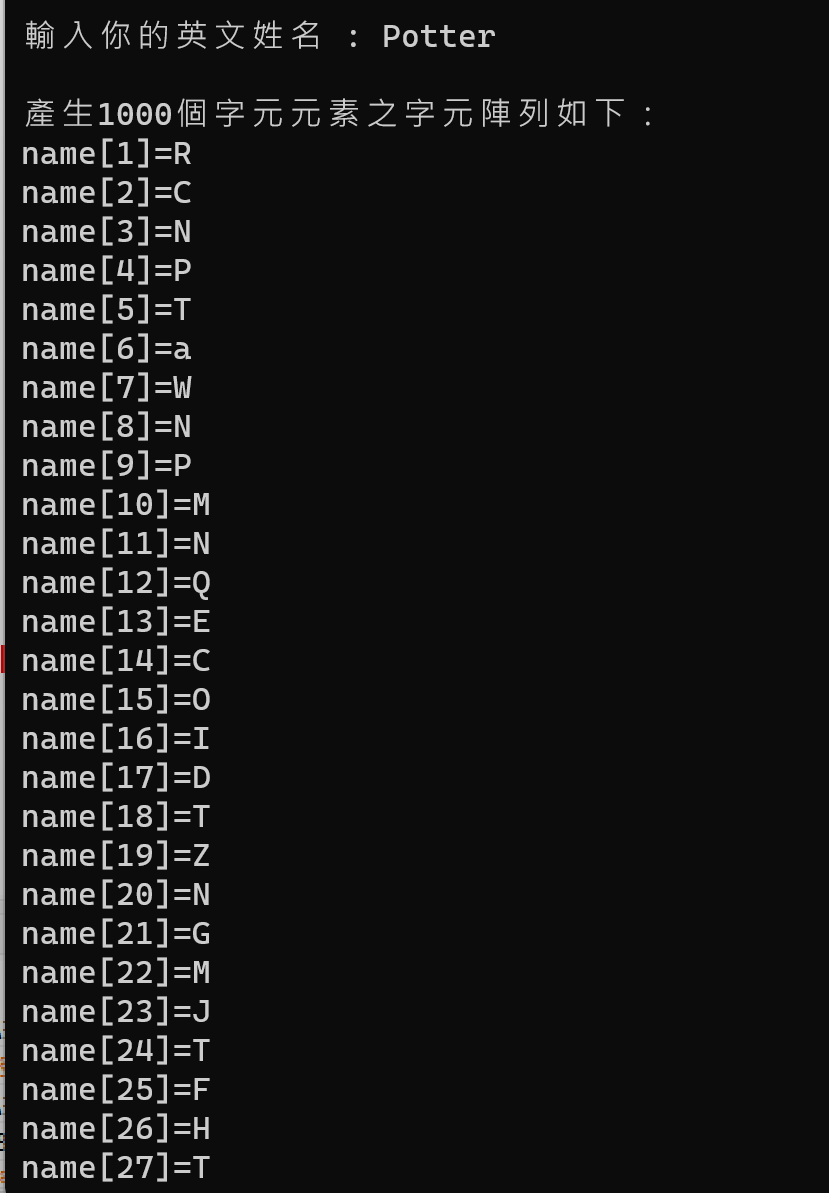 輸入你的英文姓名 : Potter
產生1000個字元元素之字元陣列如下 :
name[1]=R
name[2]=C
name[3]=N
name[4]=P
name[5]=T
name[6]=a
name[7]=W
name[8]=N
name[9]=P
name[10]=M
name[11]=N
name[12]=Q
name[13]=E
name[14]=C
name[15]=O
name[16]=I
name[17]=D
name[18]=T
name[19]=Z
name[20]=N
name[21]=G
name[22]=M
name[23]=J
name[24]=T
name[25]=F
name[26]=H
name[27]=T